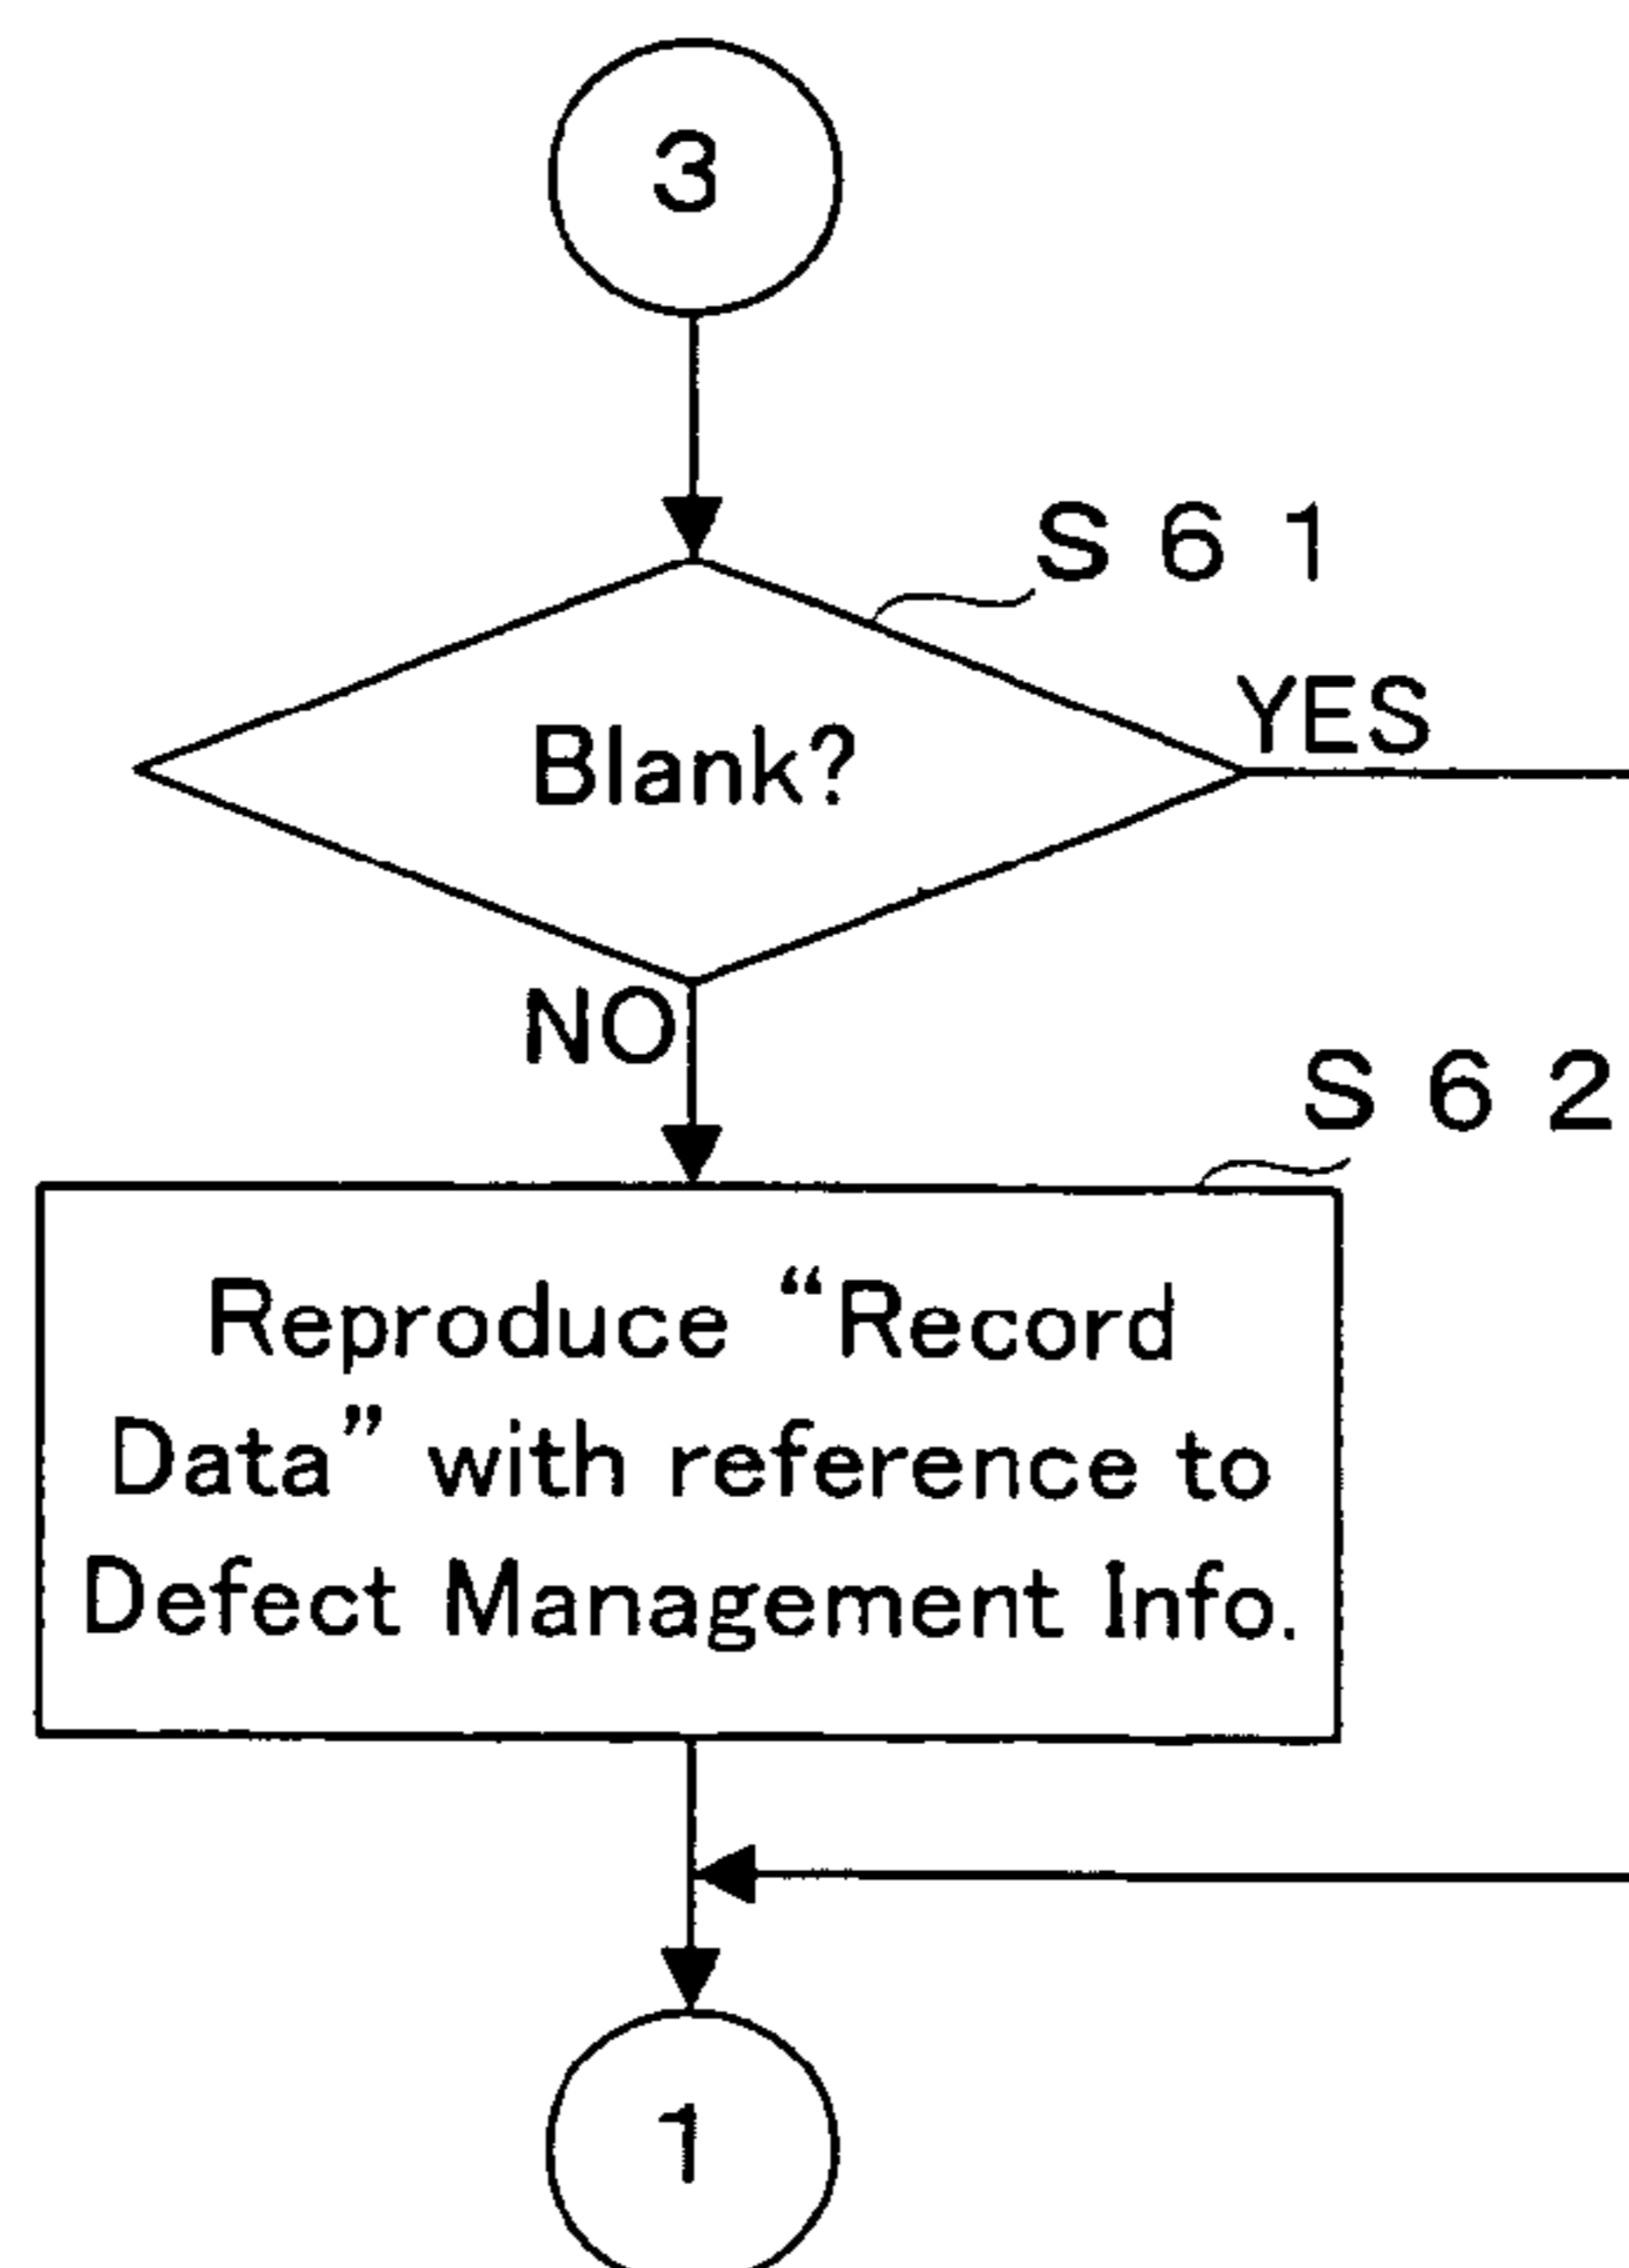 3
S 6 1
YES
Blank?
NO
S 6 2
Reproduce “Record
Data” with reference to
Defect Management Info.
1